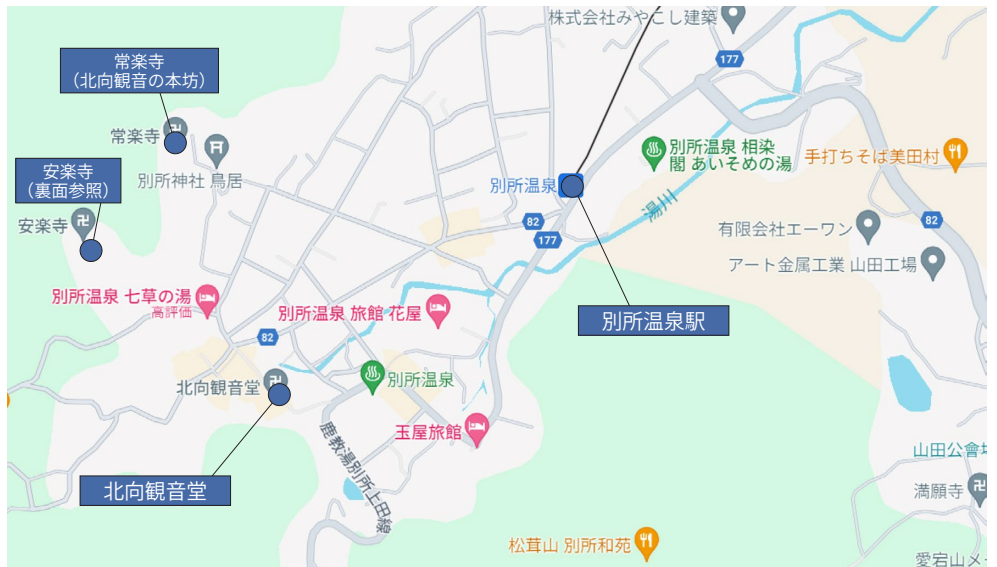 株式会社みやこし建築
常楽寺
(北向観音の本坊)
177
常楽寺
別所神社 鳥居
別所温泉 相染
閣 あいそめの湯
手打ちそば美田村
安楽寺
(裏面参照)
別所温泉
湯川
安楽寺
82
177
有限会社エーワン
82
アート金属工業 山田工場
別所温泉 七草の湯
高評価
別所温泉 旅館 花屋
別所温泉駅
82
北向観音堂
別所温泉
玉屋旅館
鹿教湯別所上田線
山田公會
北向観音堂
満願寺
松茸山 別所和苑
愛宕山メ